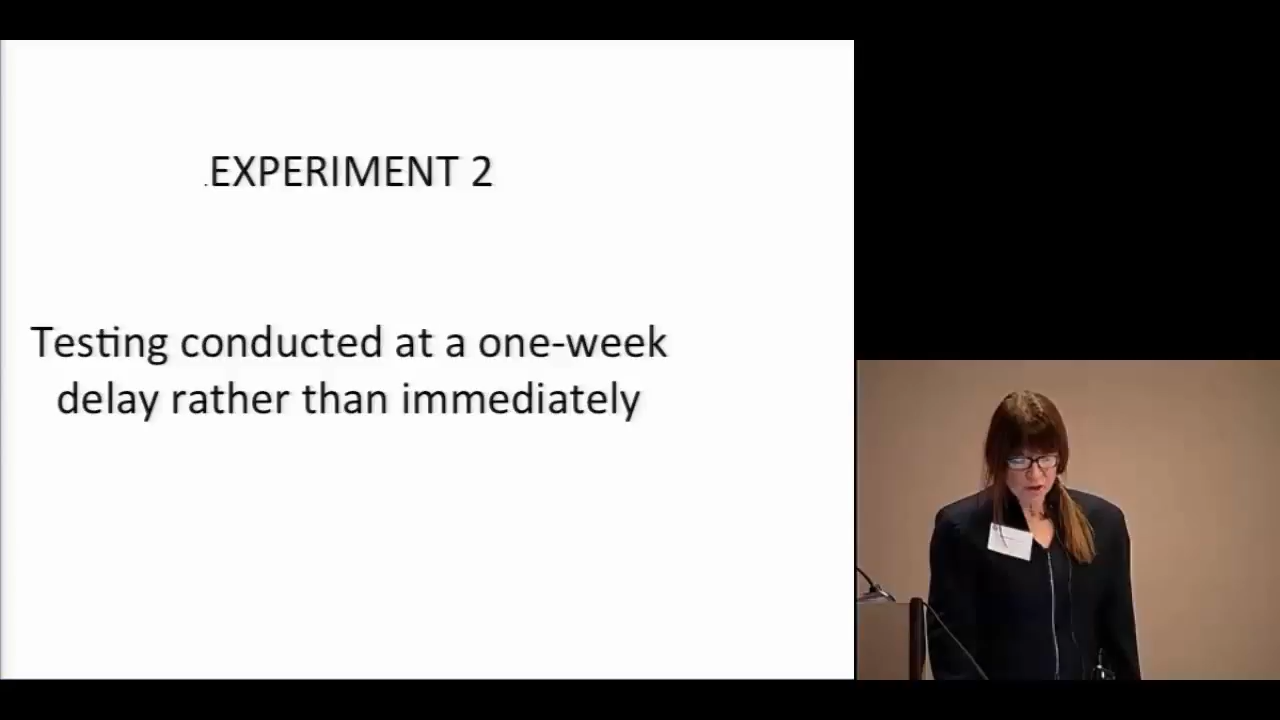 .EXPERIMENT 2
Testing conducted at a one-week
delay rather than immediately